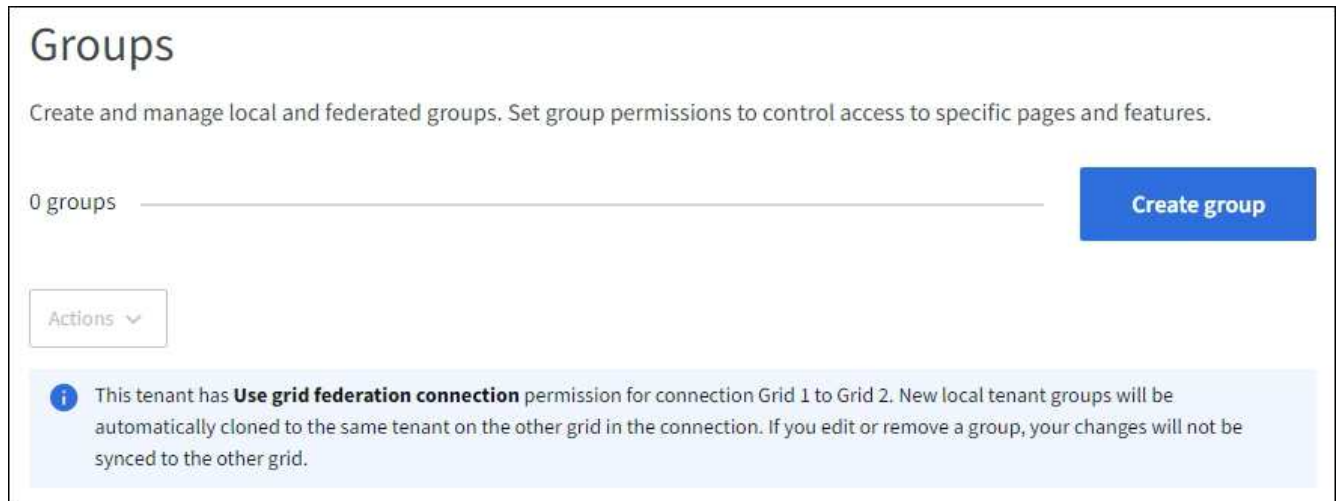 Groups
Create and manage local and federated groups. Set group permissions to control access to specific pages and features.
0 groups
Create group
Actions
This tenant has Use grid federation connection permission for connection Grid 1 to Grid 2. New local tenant groups will be
automatically cloned to the same tenant on the other grid in the connection. If you edit or remove a group, your changes will not be
synced to the other grid.